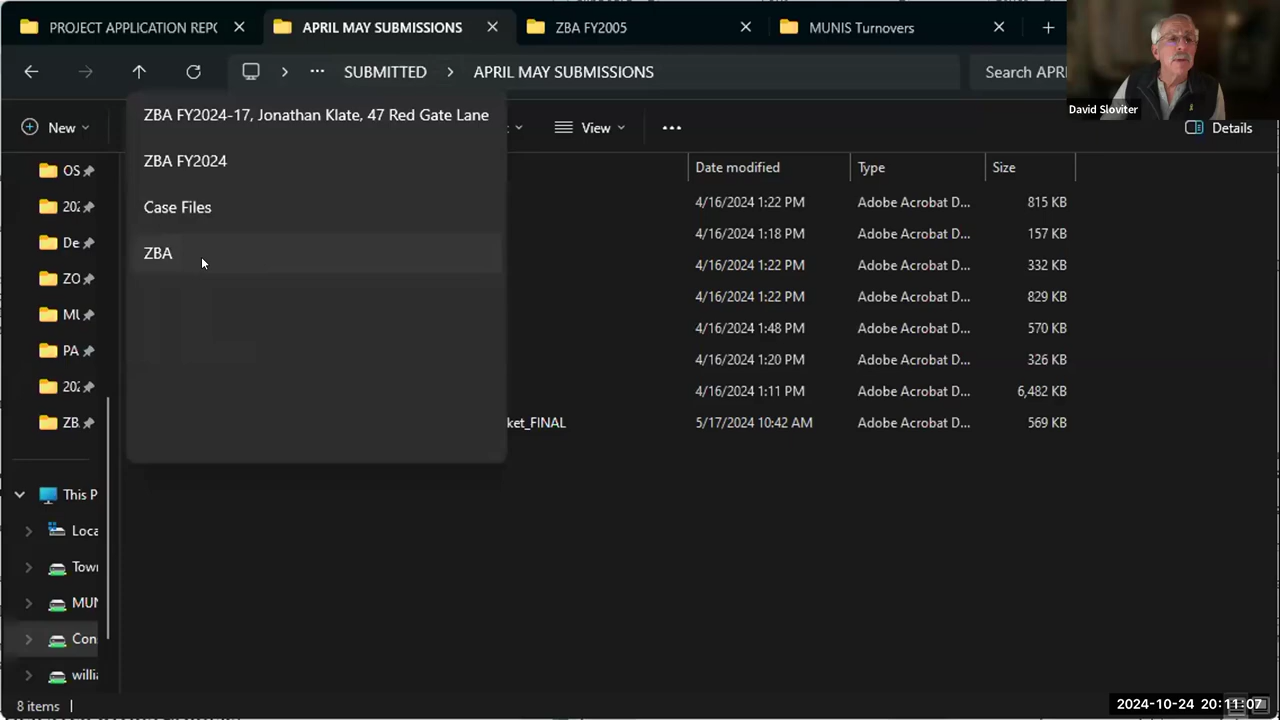 PROJECT APPLICATION REPO
APRIL MAY SUBMISSIONS
ZBA FY2005
MUNIS Turnovers
SUBMITTED
APRIL MAY SUBMISSIONS
Search APRI
David Sloviter
ZBA FY2024-17, Jonathan Klate, 47 Red Gate Lane
ZBA FY2024
Case Files
ZBA
New
View
Details
Date modified
Type
Size
4/16/2024 1:22 PM Adobe Acrobat D... 815 KB
4/16/2024 1:18 PM Adobe Acrobat D... 157 KB
4/16/2024 1:22 PM Adobe Acrobat D... 332 KB
4/16/2024 1:22 PM Adobe Acrobat D... 829 KB
4/16/2024 1:48 PM Adobe Acrobat D... 570 KB
4/16/2024 1:20 PM Adobe Acrobat D... 326 KB
4/16/2024 1:11 PM Adobe Acrobat D... 6,482 KB
ket_FINAL 5/17/2024 10:42 AM Adobe Acrobat D... 569 KB
OS
202
De
ZO
MU
PA
202
ZB
This P
Loca
Town
MUN
Con
willi
8 items
2024-10-24 20:11:07